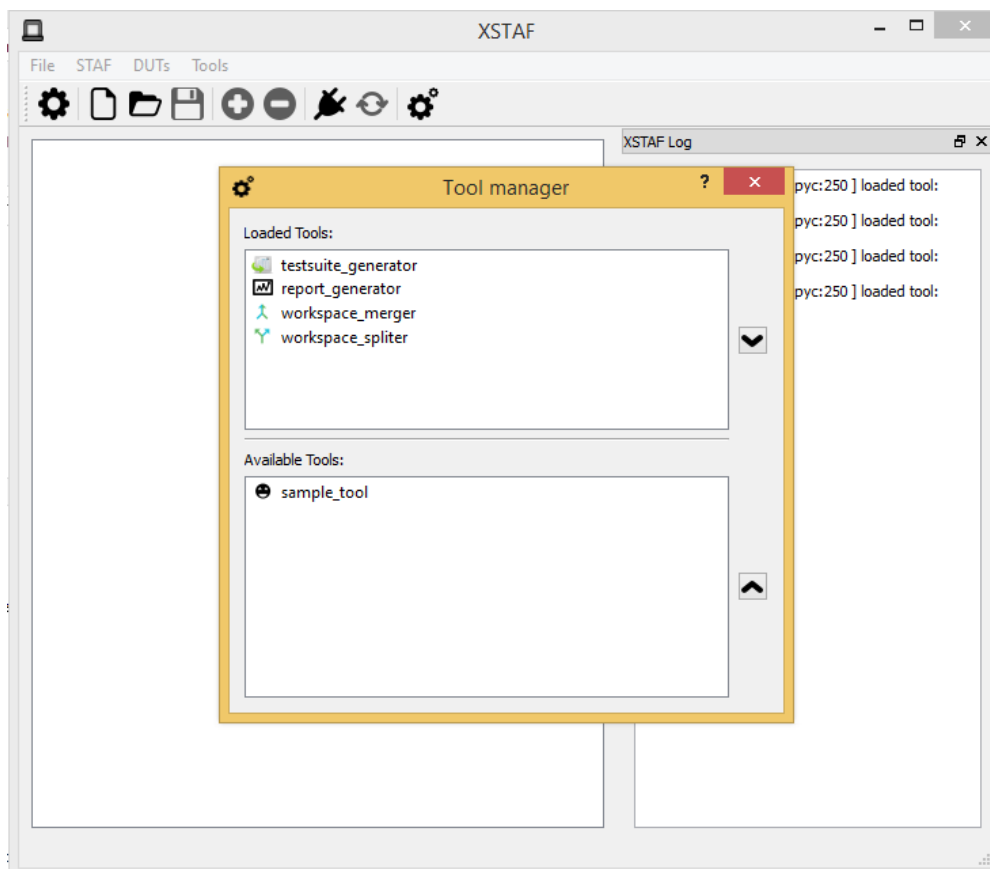 XSTAF
File STAF DUTs Tools
XSTAF Log
pyc:250 ] loaded tool:
pyc:250 ] loaded tool:
pyc:250 ] loaded tool:
pyc:250 ] loaded tool:
Tool manager
?
Loaded Tools:
testsuite_generator
report_generator
workspace_merger
workspace_spliter
Available Tools:
sample_tool